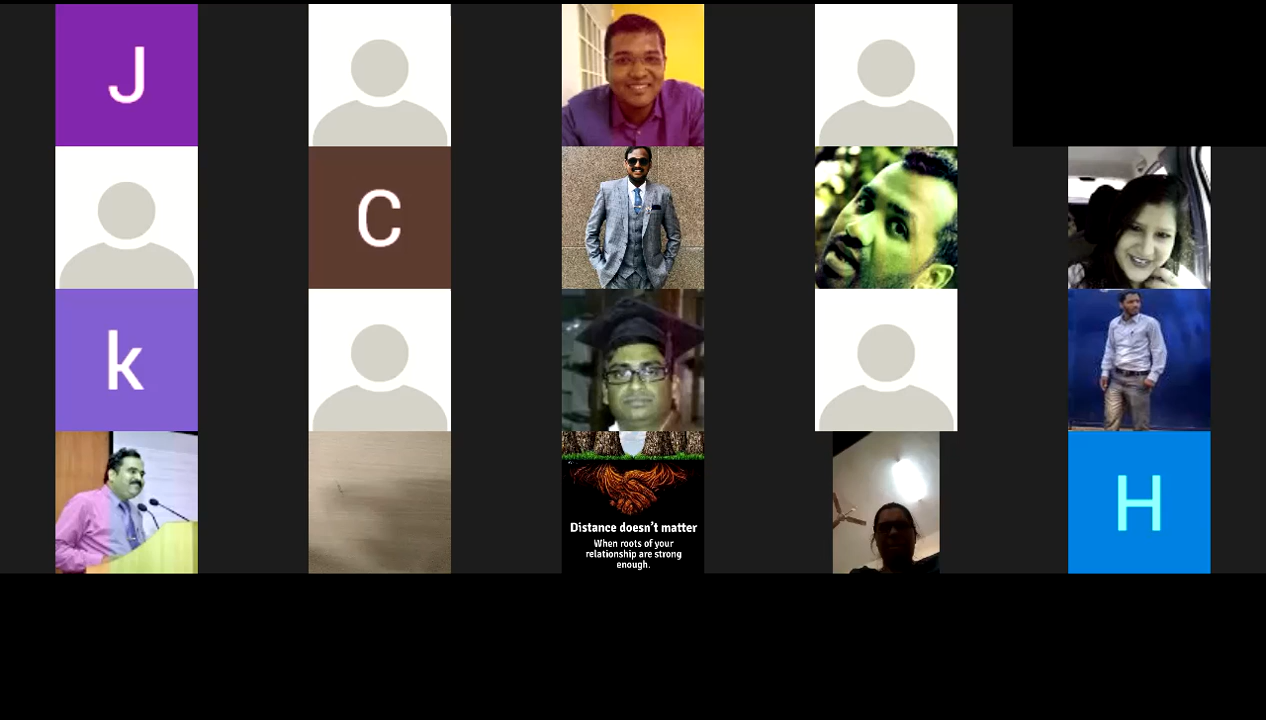 J
C
k
Distance doesn't matter
When roots of your
relationship are strong
enough.
H